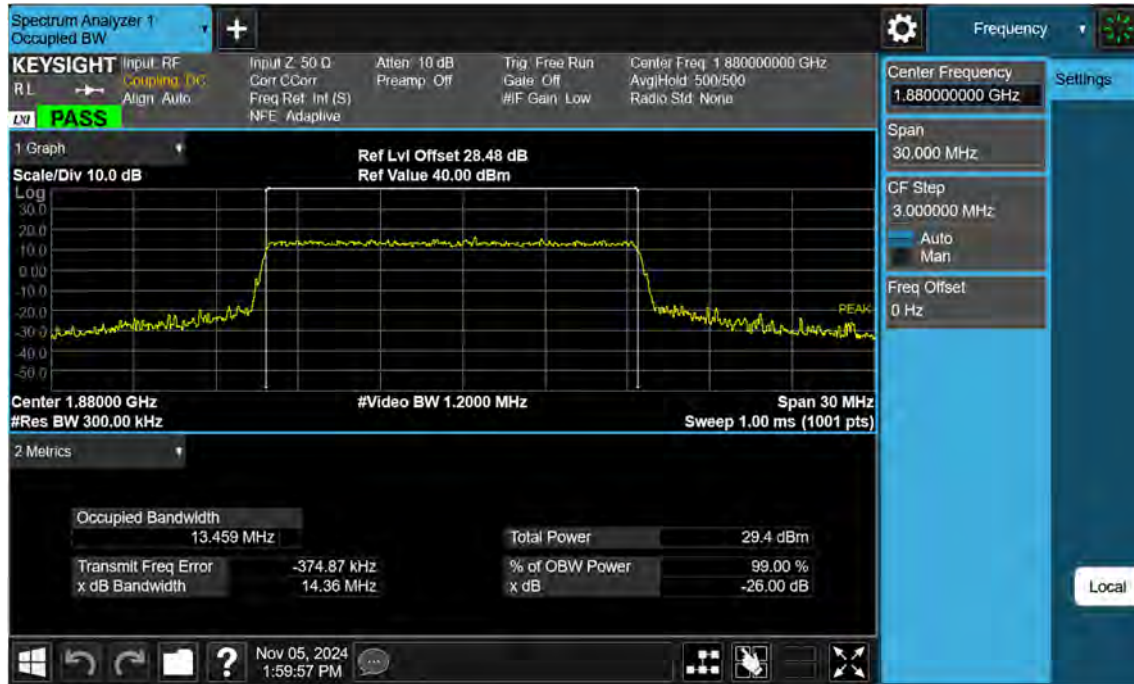 Spectrum Analyzer 1
Occupied BW
+
Frequency
KEYSIGHT Input: RF Input Z: 50 Ω Atten: 10 dB Trig: Free Run Center Freq: 1.880000000 GHz
RL Coupling: DC Corr CCorr Preamp: Off Gate: Off Avg|Hold: 500/500
Align: Auto Freq Ref: Int (S) #IF Gain: Low Radio Std: None
LXI PASS NFE: Adaptive
1 Graph
Ref Lvl Offset 28.48 dB
Scale/Div 10.0 dB Ref Value 40.00 dBm
Log
30.0
20.0
10.0
0.00
-10.0
-20.0
PEAK
-30.0
-40.0
-50.0
Center 1.88000 GHz #Video BW 1.2000 MHz Span 30 MHz
#Res BW 300.00 kHz Sweep 1.00 ms (1001 pts)
2 Metrics
Occupied Bandwidth
13.459 MHz Total Power 29.4 dBm
Transmit Freq Error -374.87 kHz % of OBW Power 99.00 %
x dB Bandwidth 14.36 MHz x dB -26.00 dB
Center Frequency
1.880000000 GHz
Settings
Span
30.000 MHz
CF Step
3.000000 MHz
Auto
Man
Freq Offset
0 Hz
Local
?
Nov 05, 2024
1:59:57 PM